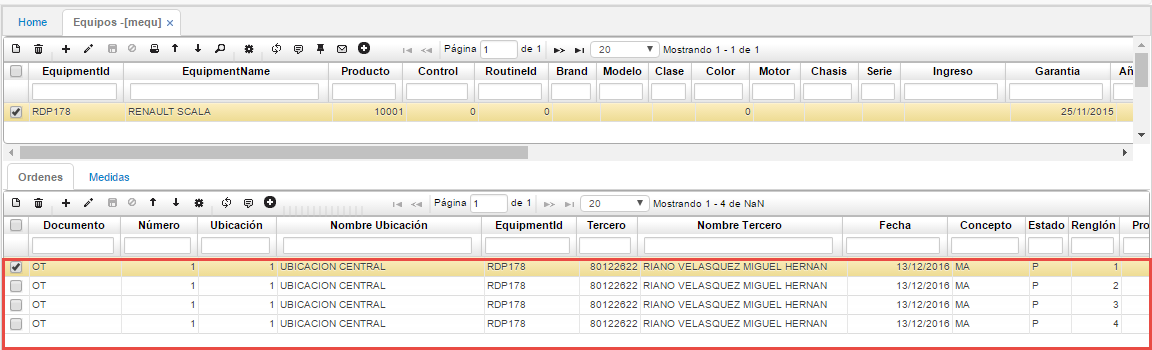 Home Equipos -[mequ] ×
Página 1 de 1 20 Mostrando 1 - 1 de 1
EquipmentId EquipmentName Producto Control RoutineId Brand Modelo Clase Color Motor Chasis Serie Ingreso Garantia Añ
RDP178 RENAULT SCALA 10001 0 0 0 25/11/2015
Ordenes Medidas
Página 1 de 1 20 Mostrando 1 - 4 de NaN
Documento Número Ubicación Nombre Ubicación EquipmentId Tercero Nombre Tercero Fecha Concepto Estado Renglón Pro
OT 1 1 UBICACION CENTRAL RDP178 80122622 RIANO VELASQUEZ MIGUEL HERNAN 13/12/2016 MA P 1
OT 1 1 UBICACION CENTRAL RDP178 80122622 RIANO VELASQUEZ MIGUEL HERNAN 13/12/2016 MA P 2
OT 1 1 UBICACION CENTRAL RDP178 80122622 RIANO VELASQUEZ MIGUEL HERNAN 13/12/2016 MA P 3
OT 1 1 UBICACION CENTRAL RDP178 80122622 RIANO VELASQUEZ MIGUEL HERNAN 13/12/2016 MA P 4